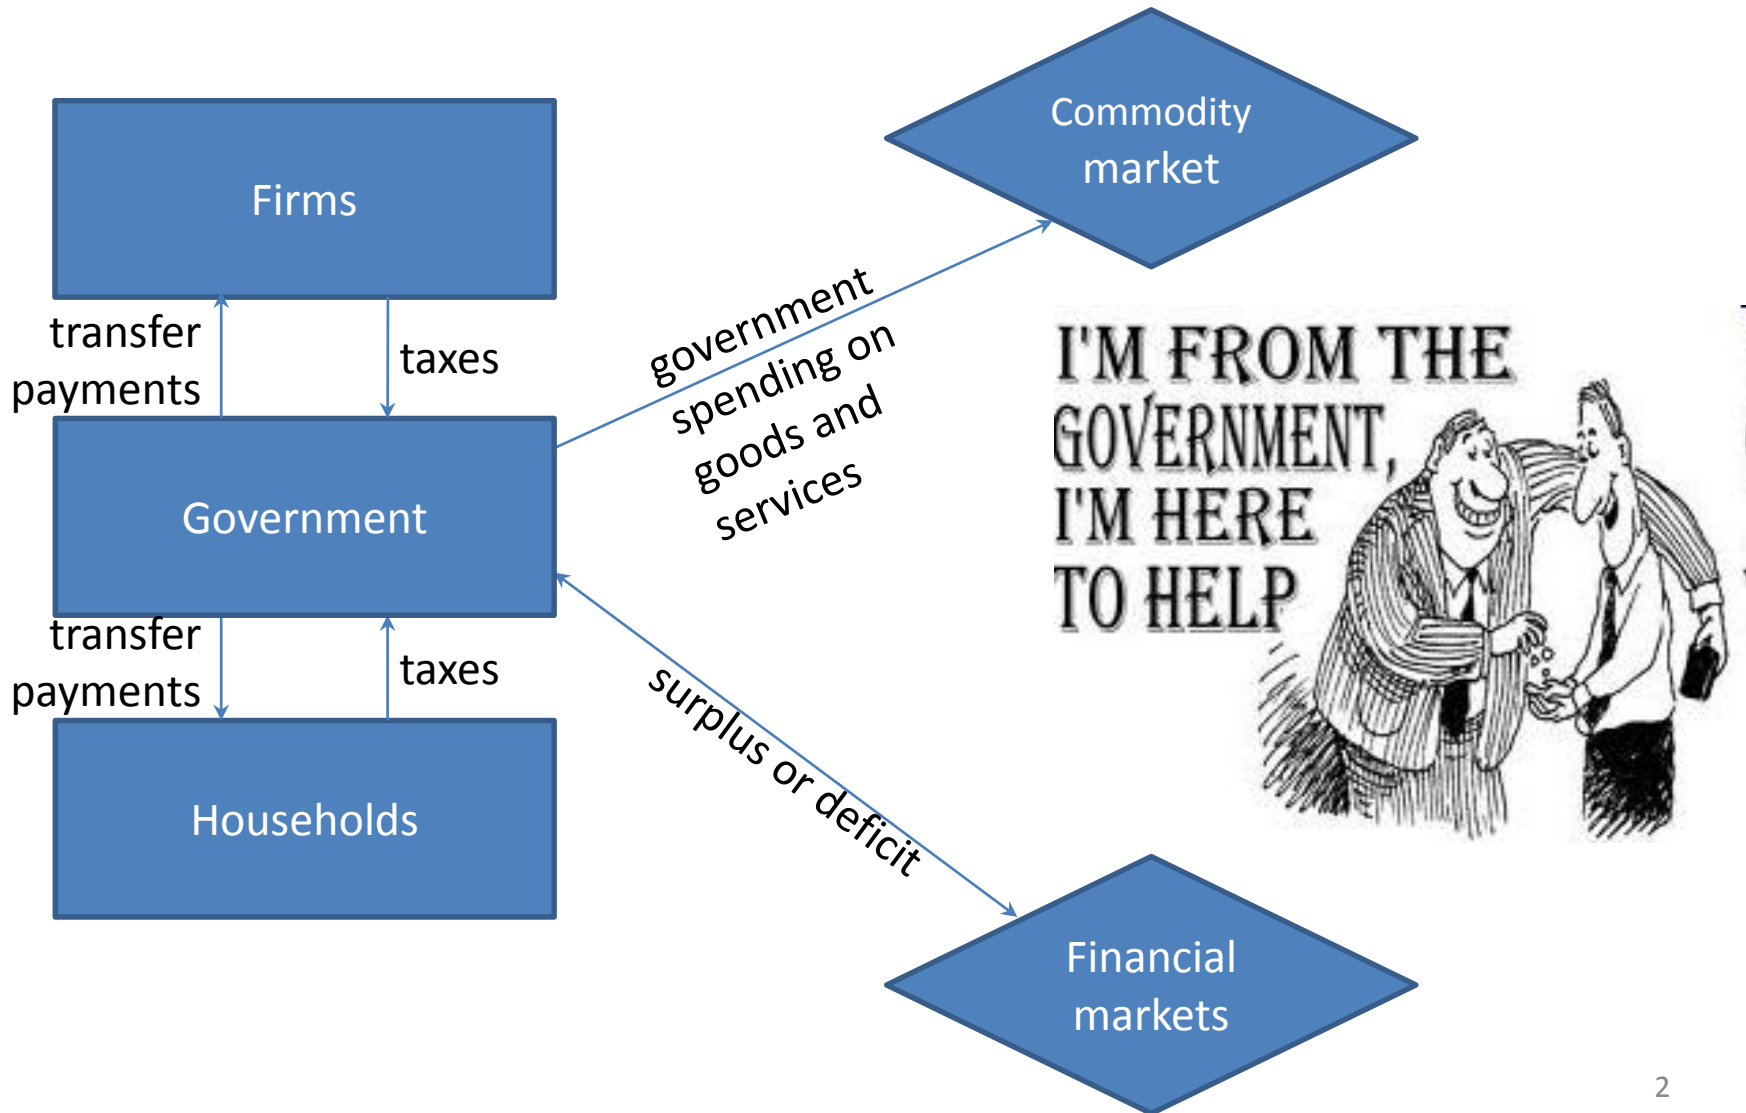 Firms
transfer
payments
taxes
Government
transfer
payments
taxes
Households
government
spending on
goods and
services
surplus or deficit
Commodity
market
I'M FROM THE
GOVERNMENT,
I'M HERE
TO HELP
Financial
markets
2